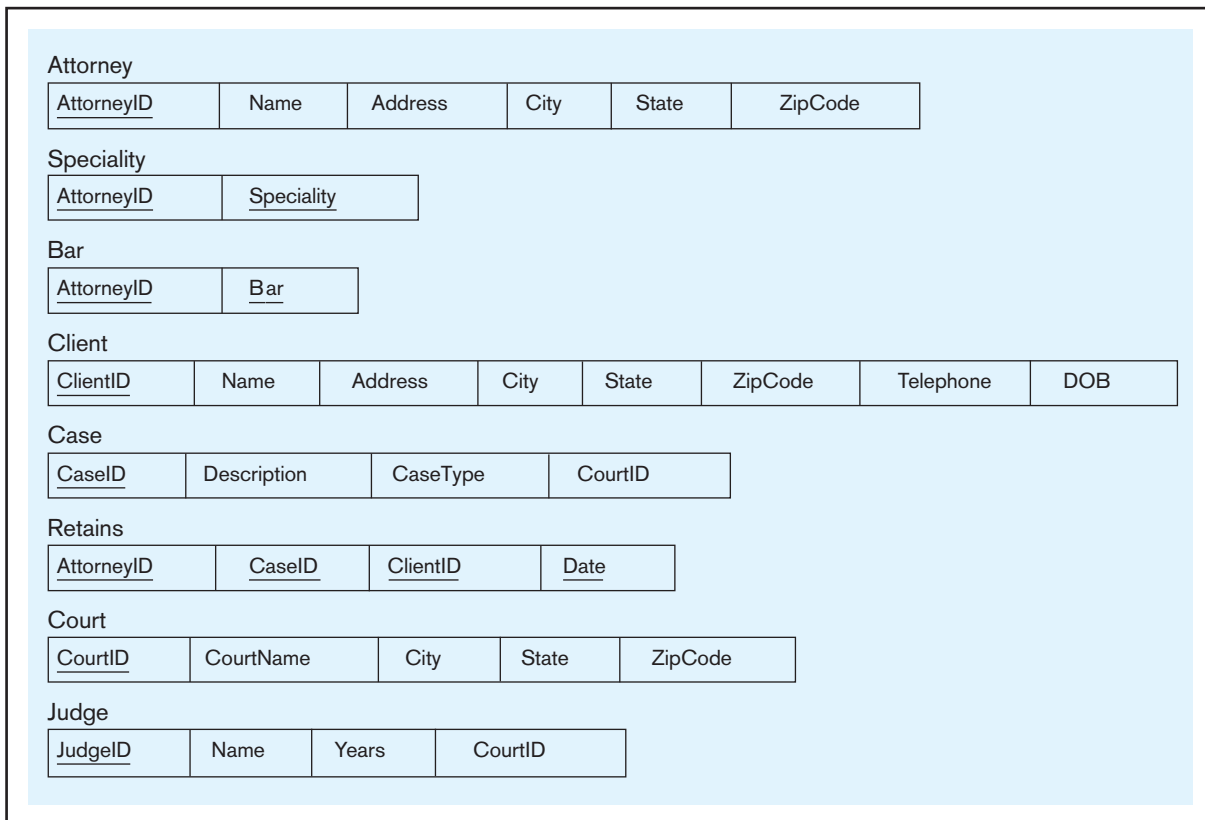 Attorney
AttorneyID Name Address City State ZipCode
Speciality
AttorneyID Speciality
Bar
AttorneyID Bar
Client
ClientID Name Address City State ZipCode Telephone DOB
Case
CaseID Description CaseType CourtID
Retains
AttorneyID CaseID ClientID Date
Court
CourtID CourtName City State ZipCode
Judge
JudgeID Name Years CourtID